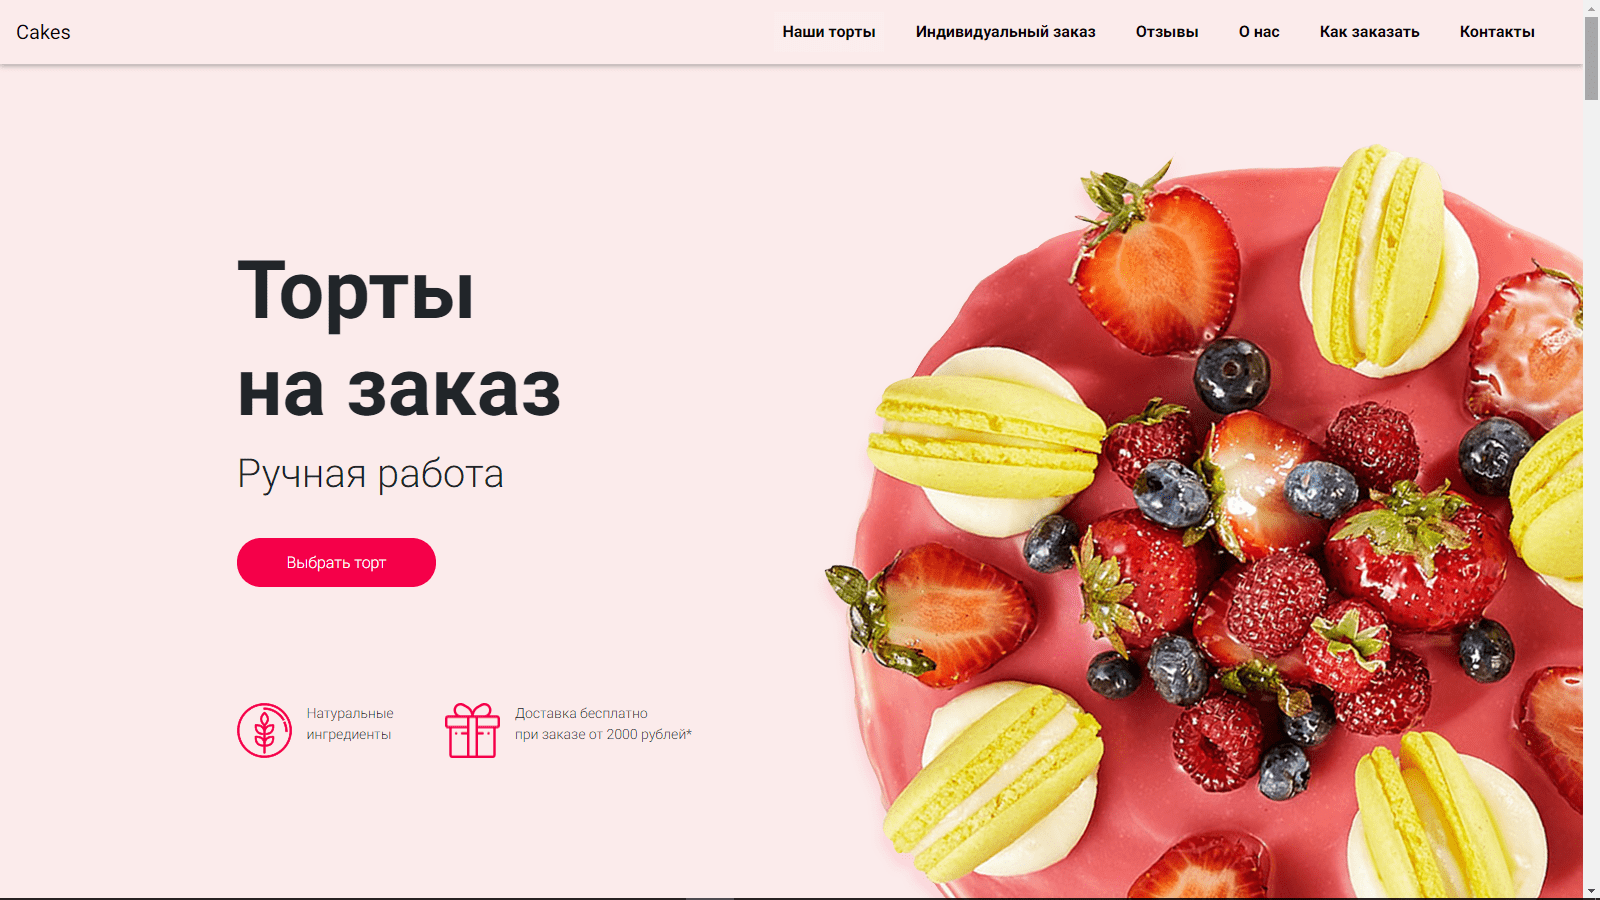 Cakes
Наши торты
Индивидуальный заказ
Отзывы
О нас
Как заказать
Контакты
Торты
на заказ
Ручная работа
Выбрать торт
Натуральные
ингредиенты
Доставка бесплатно
при заказе от 2000 рублей*